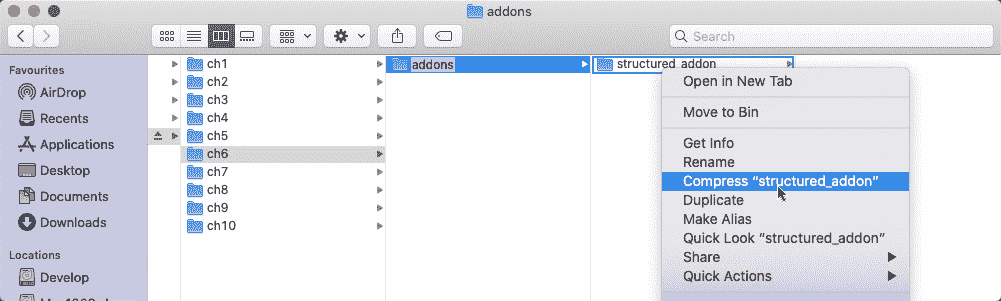 addons
Search
Favourites
AirDrop
Recents
Applications
Desktop
Documents
Downloads
Locations
Develop
ch1
ch2
ch3
ch4
ch5
ch6
ch7
ch8
ch9
ch10
addons
structured_addon
Open in New Tab
Move to Bin
Get Info
Rename
Compress “structured_addon”
Duplicate
Make Alias
Quick Look “structured_addon”
Share
Quick Actions